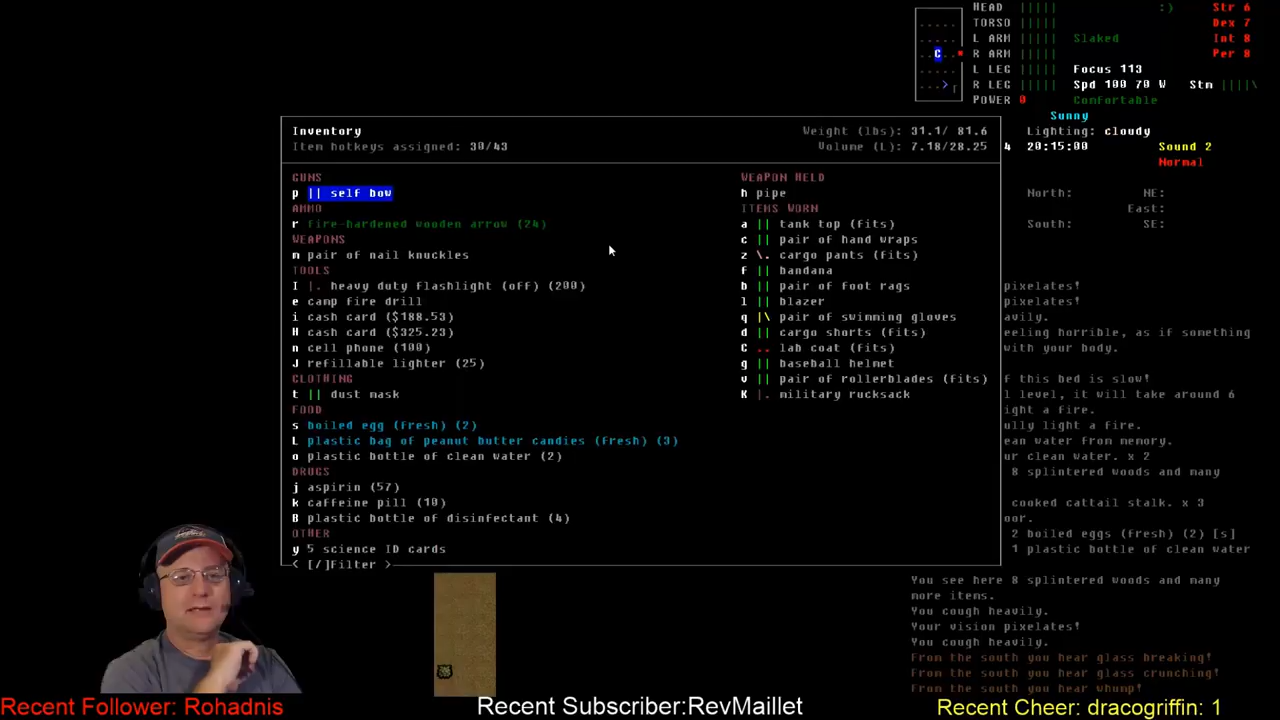 HEAD ||||| :) Str 6
TORSO ||||| Dex 7
L ARM ||||| Slaked Int 8
R ARM ||||| Per 8
L LEG ||||| Focus 113
R LEG ||||| Spd 100 70 W Stm ||||\
POWER 0 Comfortable
Sunny
Lighting: cloudy
4 20:15:00 Sound 2
Normal
North: NE:
East:
South: SE:
Inventory Weight (lbs): 31.1/ 81.6
Item hotkeys assigned: 30/43 Volume (L): 7.18/28.25
GUNS
p || self bow
AMMO
r fire-hardened wooden arrow (24)
WEAPONS
m pair of nail knuckles
TOOLS
I |. heavy duty flashlight (off) (200)
e camp fire drill
i cash card ($188.53)
H cash card ($325.23)
n cell phone (100)
J refillable lighter (25)
CLOTHING
t || dust mask
FOOD
s boiled egg (fresh) (2)
L plastic bag of peanut butter candies (fresh) (3)
o plastic bottle of clean water (2)
DRUGS
j aspirin (57)
k caffeine pill (10)
B plastic bottle of disinfectant (4)
OTHER
y 5 science ID cards
< [/]Filter >
WEAPON HELD
h pipe
ITEMS WORN
a || tank top (fits)
c || pair of hand wraps
z \. cargo pants (fits)
f || bandana
b || pair of foot rags
l || blazer
q |\ pair of swimming gloves
d || cargo shorts (fits)
C .. lab coat (fits)
g || baseball helmet
v || pair of rollerblades (fits)
K |. military rucksack
pixelates!
pixelates!
avily.
eeling horrible, as if something
with your body.
f this bed is slow!
l level, it will take around 6
ight a fire.
ully light a fire.
ean water from memory.
ur clean water. x 2
8 splintered woods and many
cooked cattail stalk. x 3
oor.
2 boiled eggs (fresh) (2) [s]
1 plastic bottle of clean water
You see here 8 splintered woods and many
more items.
You cough heavily.
Your vision pixelates!
You cough heavily.
From the south you hear glass breaking!
From the south you hear glass crunching!
From the south you hear whump!
Recent Follower: Rohadnis
Recent Subscriber:RevMaillet
Recent Cheer: dracogriffin: 1